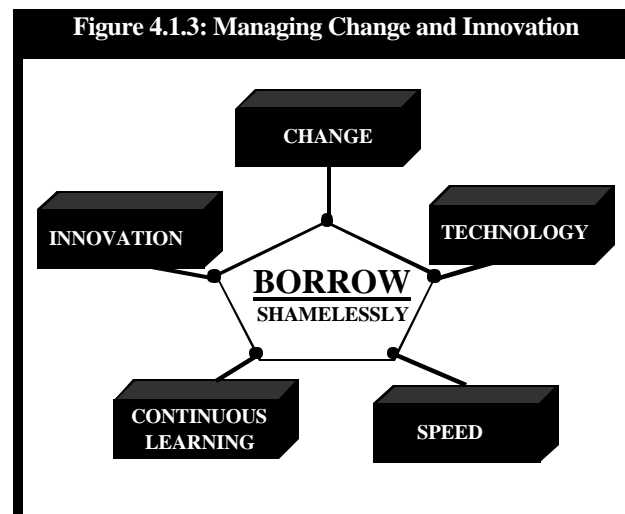 Figure 4.1.3: Managing Change and Innovation
CHANGE
INNOVATION
TECHNOLOGY
BORROW
SHAMELESSLY
CONTINUOUS
LEARNING
SPEED